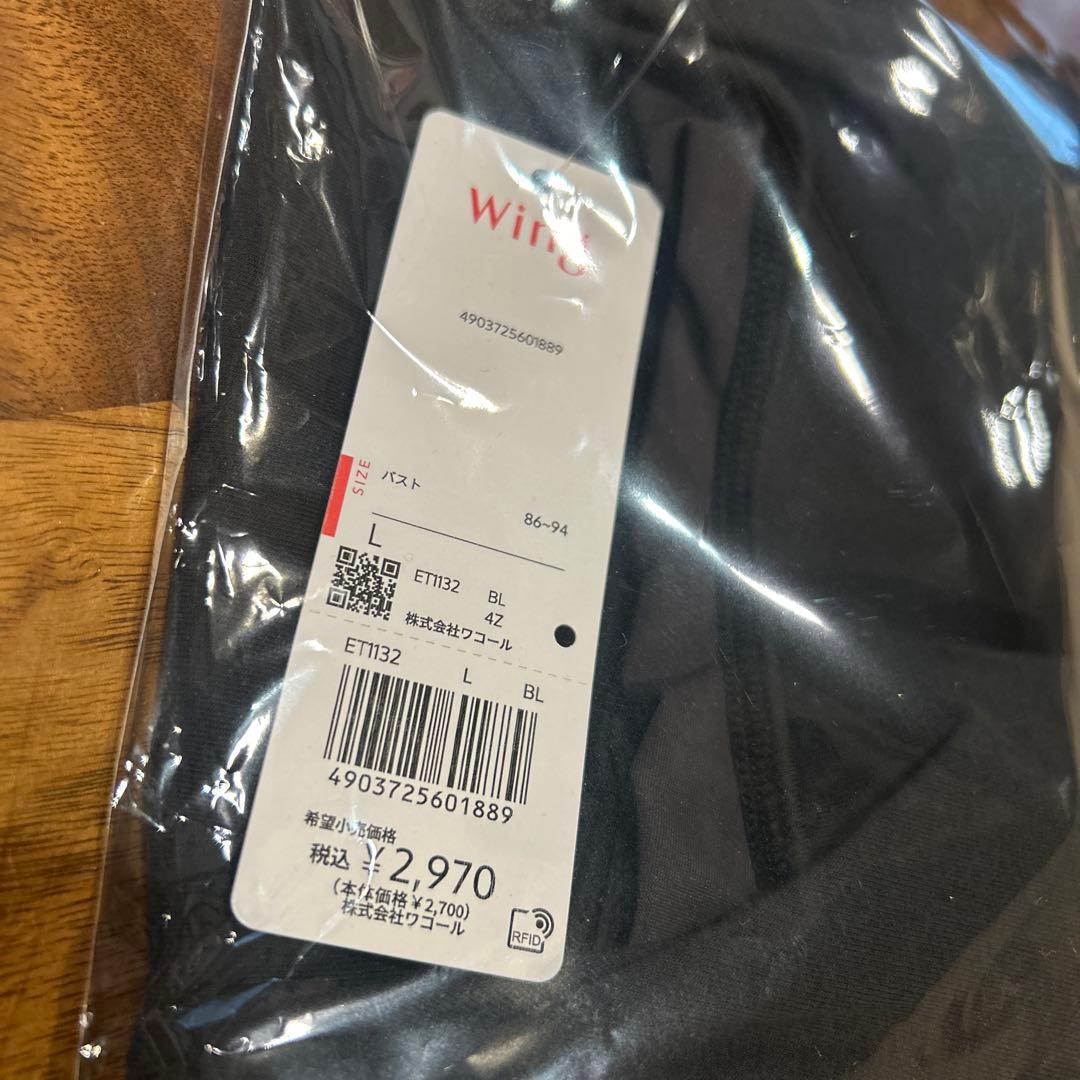 Wing
4903725601889
SIZE
バスト
86~94
L
ET1132 BL
4Z
株式会社ワコール
ET1132
L BL
4903725601889
希望小売価格
税込 ¥2,970
(本体価格¥2,700)
株式会社ワコール
RFID